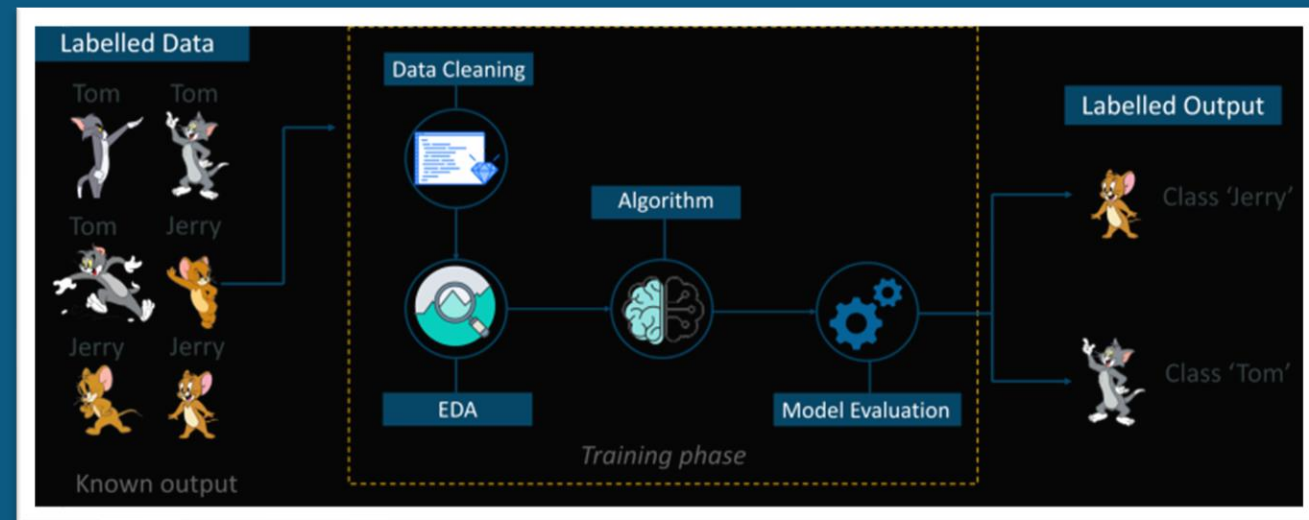 Labelled Data
Tom Tom
Tom Jerry
Jerry Jerry
Known output
Data Cleaning
EDA
Algorithm
Model Evaluation
Training phase
Labelled Output
Class ‘Jerry’
Class ‘Tom’